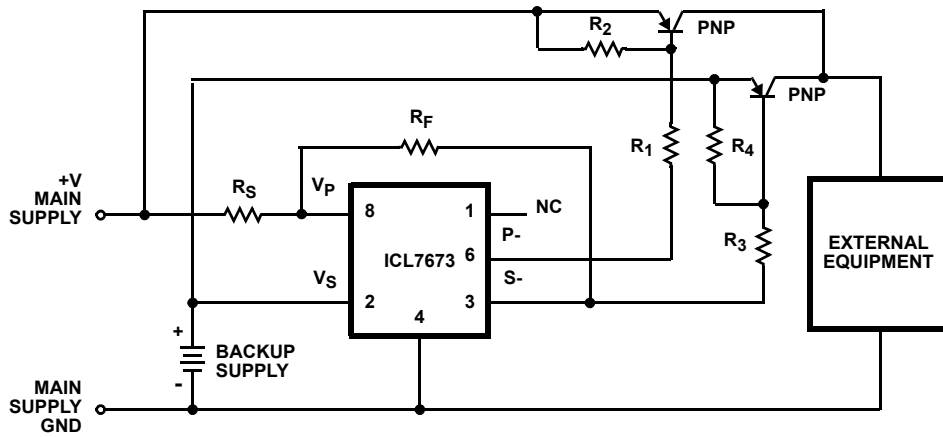 R2
PNP
PNP
RF
R1
R4
+V
MAIN
SUPPLY
RS
VP
8
1
NC
P-
R3
EXTERNAL
EQUIPMENT
ICL7673
6
VS
S-
2
3
4
+
BACKUP
SUPPLY
-
MAIN
SUPPLY
GND